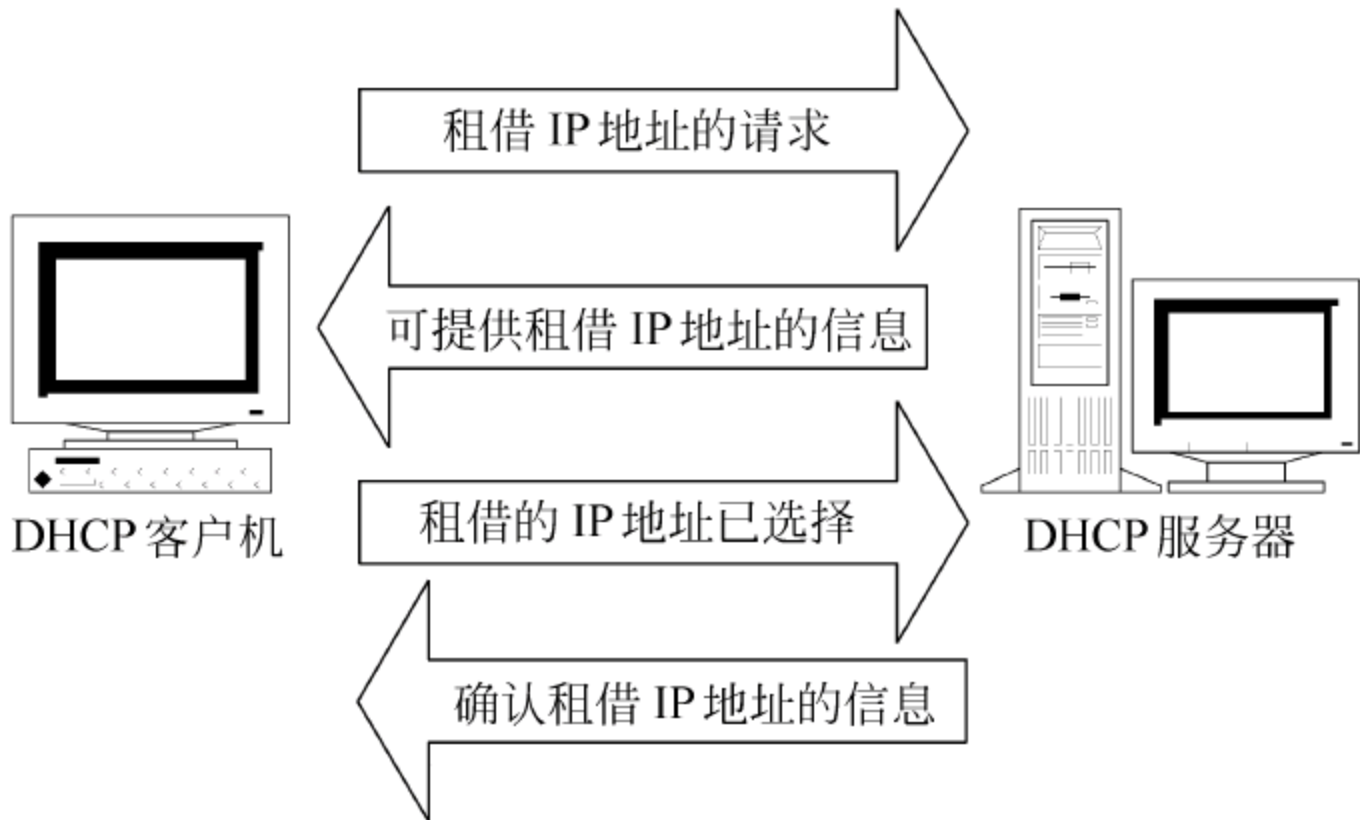 租借 IP 地址的请求
可提供租借 IP 地址的信息
租借的 IP 地址已选择
确认租借 IP 地址的信息
DHCP 客户机
DHCP 服务器